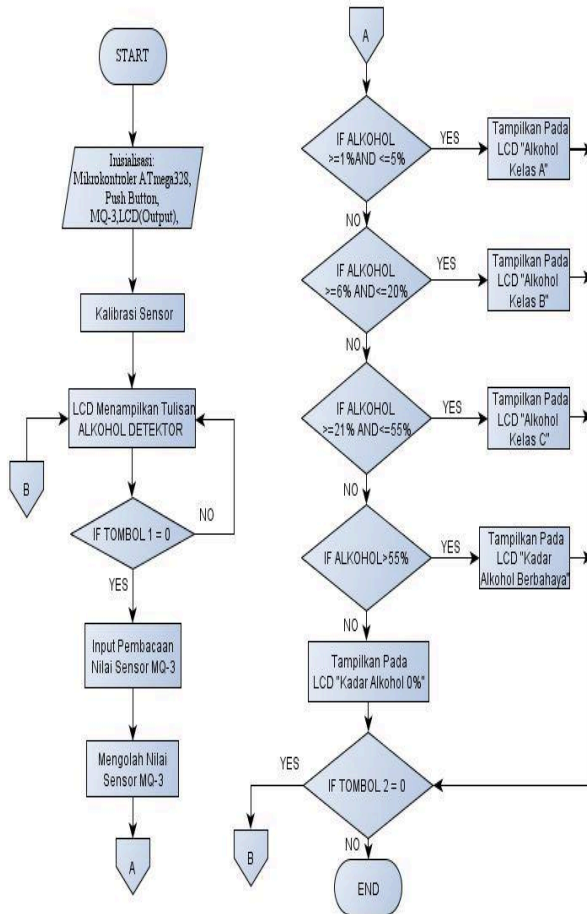 START
Inisialisasi:
Mikrokontroler ATmega328,
Push Button,
MQ-3,LCD(Output),
Kalibrasi Sensor
LCD Menampilkan Tulisan
ALKOHOL DETEKTOR
B
NO
IF TOMBOL 1 = 0
YES
Input Pembacaan
Nilai Sensor MQ-3
Mengolah Nilai
Sensor MQ-3
A
A
IF ALKOHOL
>=1%AND <=5%
YES
Tampilkan Pada
LCD "Alkohol
Kelas A"
NO
IF ALKOHOL
>=6% AND<=20%
YES
Tampilkan Pada
LCD "Alkohol
Kelas B"
NO
IF ALKOHOL
>=21% AND<=55%
YES
Tampilkan Pada
LCD "Alkohol
Kelas C"
NO
IF ALKOHOL>55%
YES
Tampilkan Pada
LCD "Kadar
Alkohol Berbahaya"
NO
Tampilkan Pada
LCD "Kadar Alkohol 0%"
YES
IF TOMBOL 2 = 0
B
NO
END